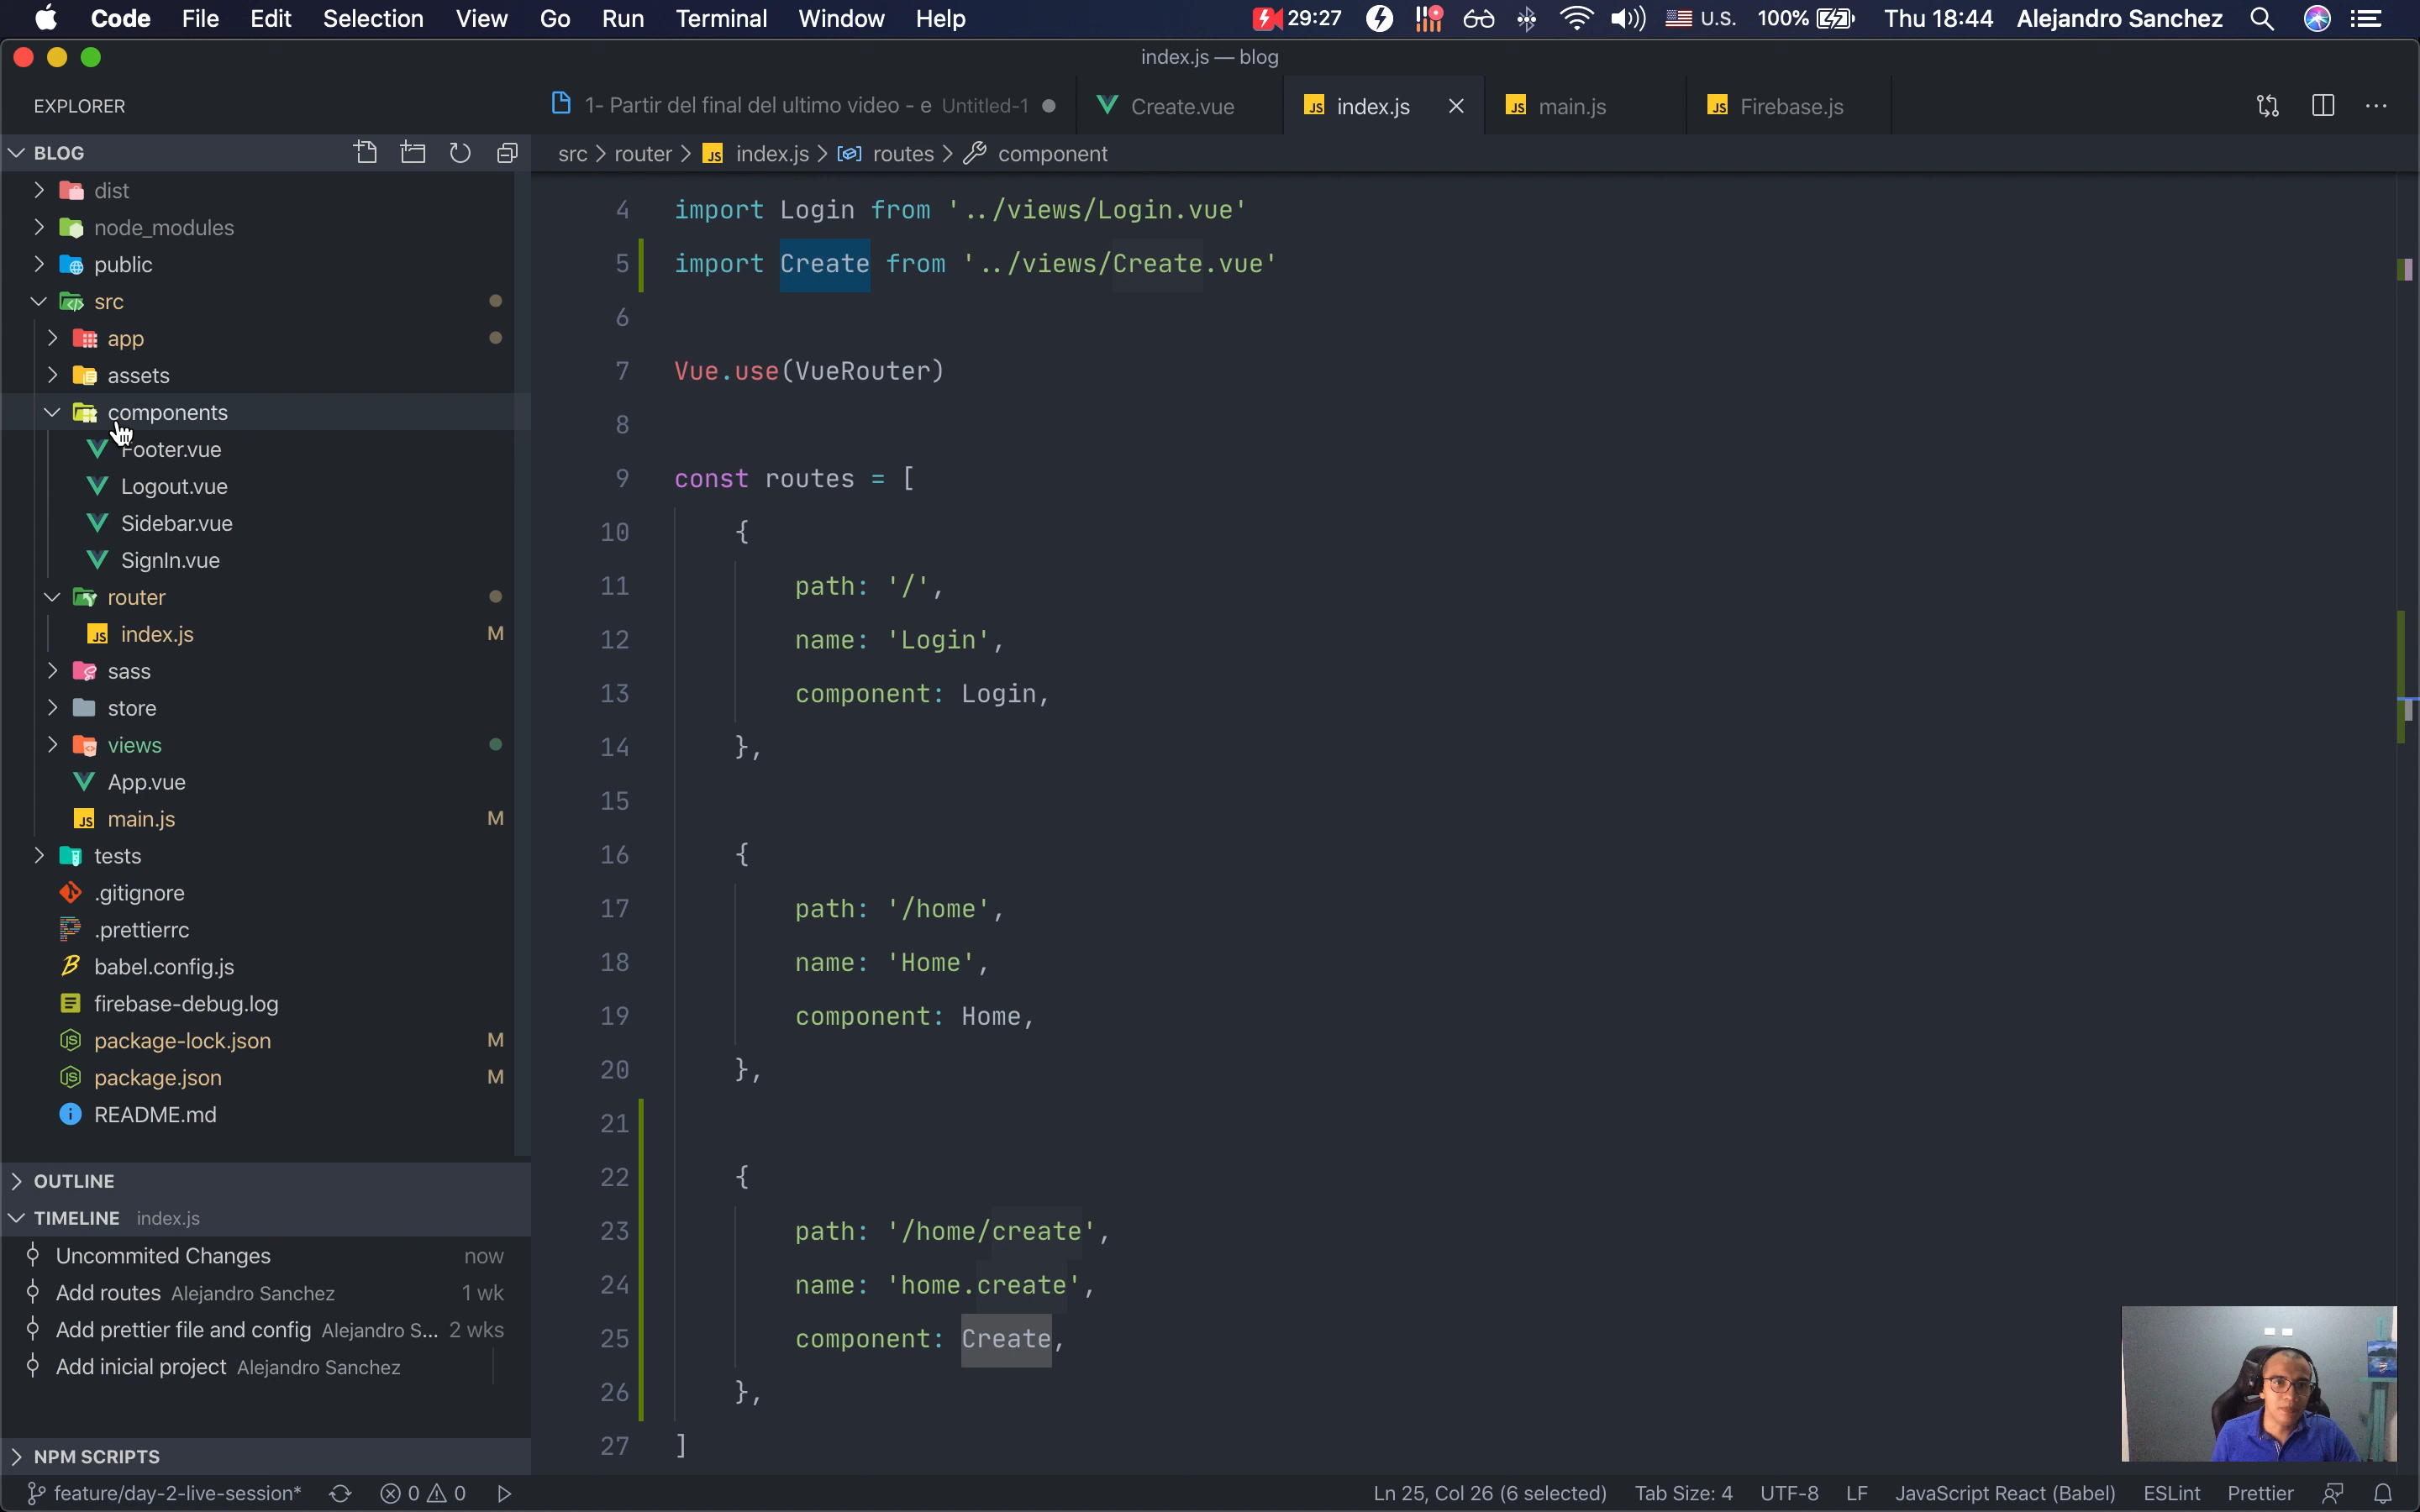 Code File Edit Selection View Go Run Terminal Window Help 29:27 U.S. 100% Thu 18:44 Alejandro Sanchez
index.js — blog
EXPLORER
1- Partir del final del ultimo video - e Untitled-1 Create.vue JS index.js JS main.js JS Firebase.js
BLOG
src > router > JS index.js > routes > component
dist
node_modules
public
src
app
assets
components
Footer.vue
Logout.vue
Sidebar.vue
SignIn.vue
router
JS index.js M
sass
store
views
App.vue
JS main.js M
tests
.gitignore
.prettierrc
babel.config.js
firebase-debug.log
package-lock.json M
package.json M
README.md
OUTLINE
TIMELINE index.js
Uncommited Changes now
Add routes Alejandro Sanchez 1 wk
Add prettier file and config Alejandro S... 2 wks
Add inicial project Alejandro Sanchez
NPM SCRIPTS
4 import Login from '../views/Login.vue'
5 import Create from '../views/Create.vue'
6
7 Vue.use(VueRouter)
8
9 const routes = [
10 {
11 path: '/',
12 name: 'Login',
13 component: Login,
14 },
15
16 {
17 path: '/home',
18 name: 'Home',
19 component: Home,
20 },
21
22 {
23 path: '/home/create',
24 name: 'home.create',
25 component: Create,
26 },
27 ]
feature/day-2-live-session* 0 0 Ln 25, Col 26 (6 selected) Tab Size: 4 UTF-8 LF JavaScript React (Babel) ESLint Prettier